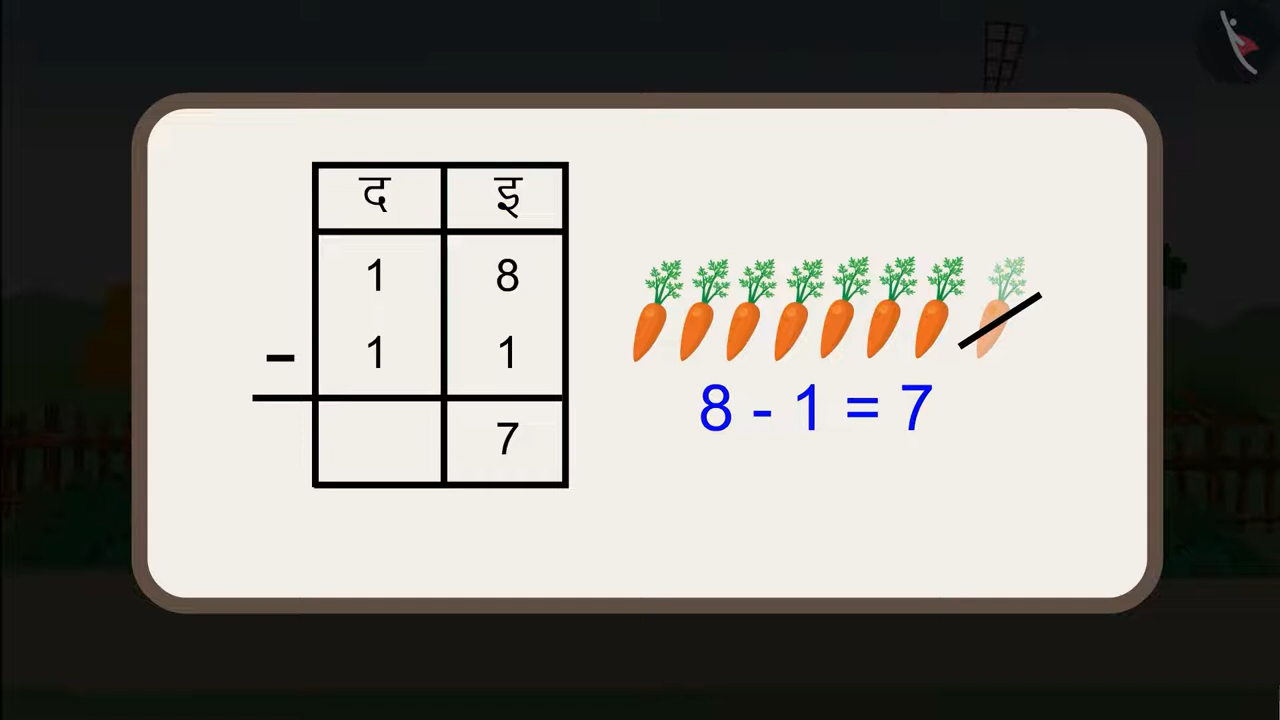 द इ
1 8
- 1 1
7
8 - 1 = 7